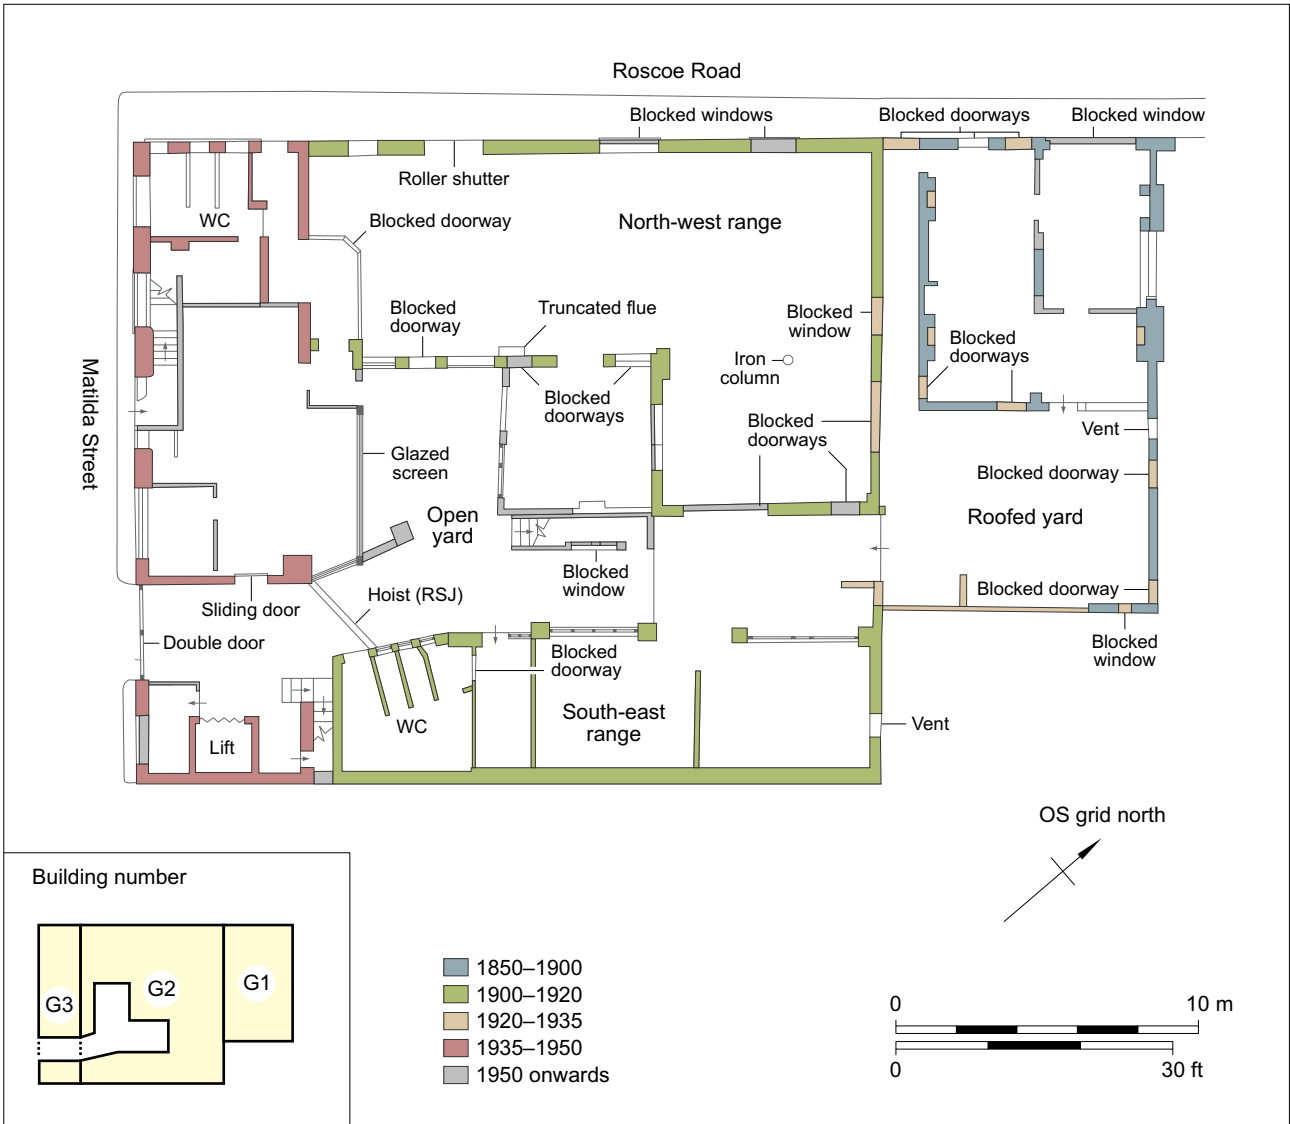 Roscoe Road
Blocked windows
Blocked doorways
Blocked window
Roller shutter
WC
Blocked doorway
North-west range
Blocked
doorway
Truncated flue
Blocked
window
Iron
column
Blocked
doorways
Matilda Street
Blocked
doorways
Blocked
doorways
Vent
Glazed
screen
Blocked doorway
Open
yard
Roofed yard
Blocked
window
Blocked doorway
Hoist (RSJ)
Sliding door
Double door
Blocked
doorway
Blocked
window
WC
South-east
range
Vent
Lift
OS grid north
Building number
G3
G2
G1
1850–1900
1900–1920
1920–1935
1935–1950
1950 onwards
0
10 m
0
30 ft